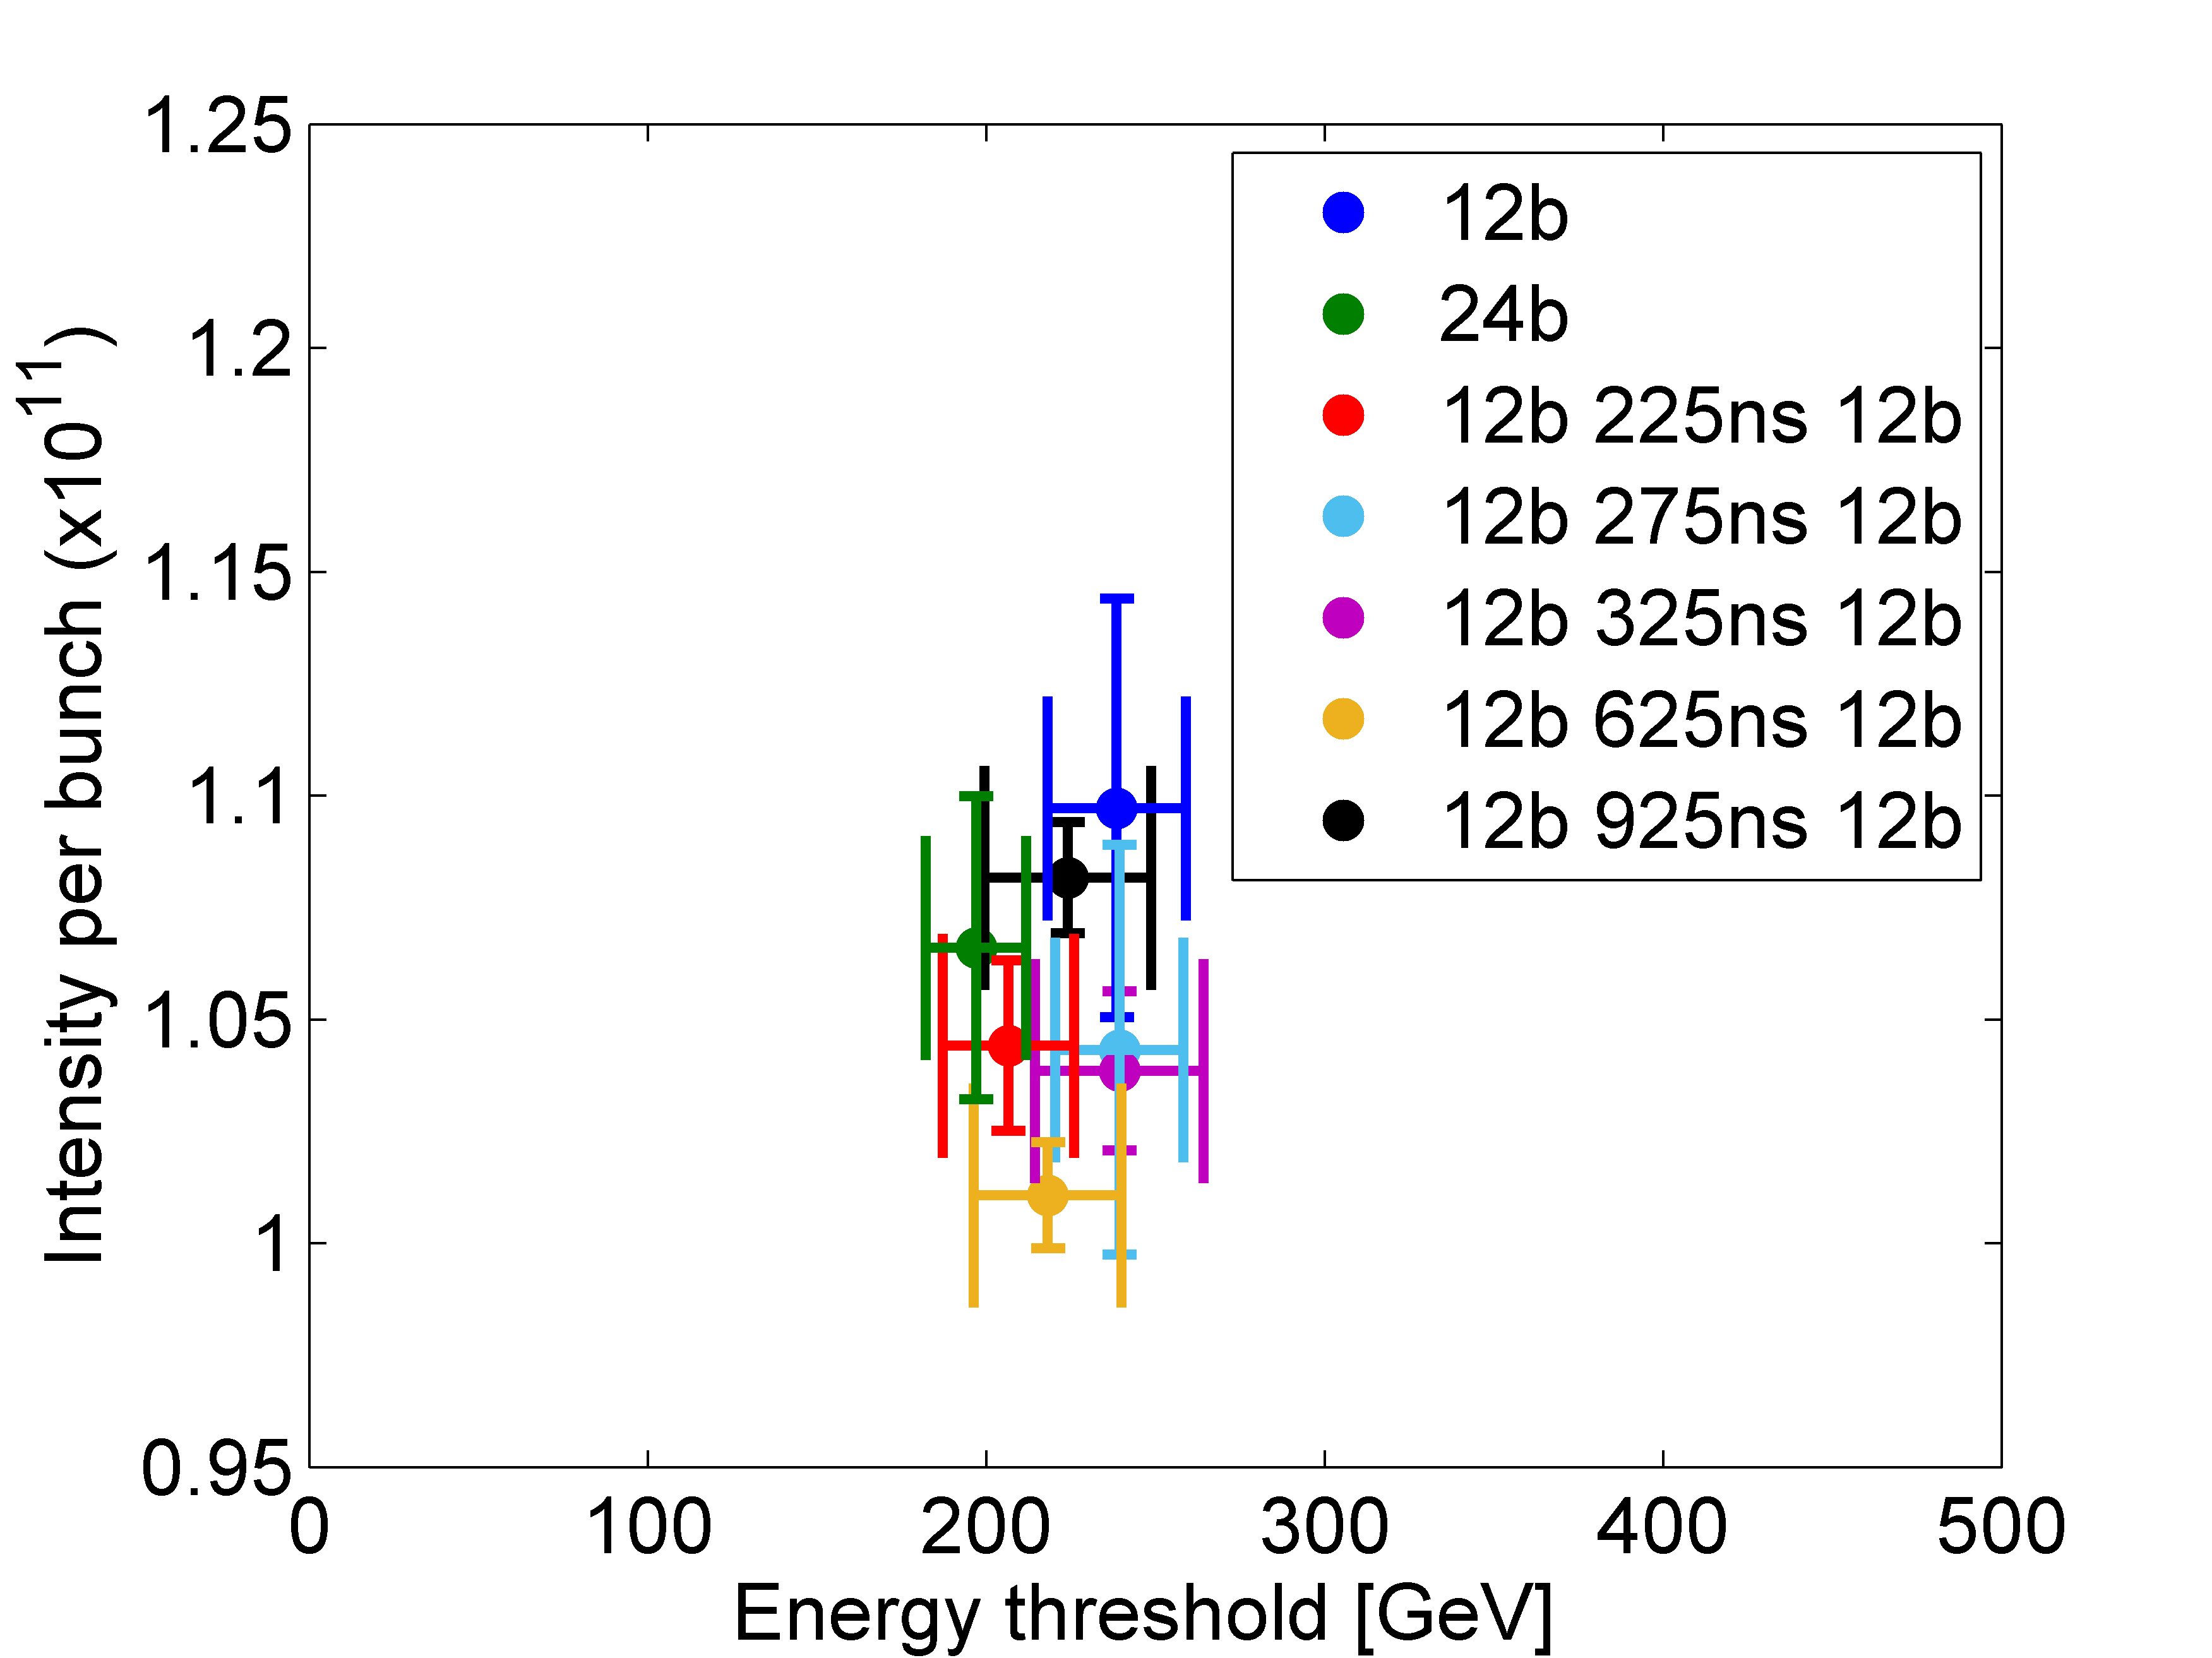 1.25
1.2
1.15
1.1
1.05
1
0.95
0
100
200
300
400
500
Intensity per bunch (x10^11)
Energy threshold [GeV]
12b
24b
12b 225ns 12b
12b 275ns 12b
12b 325ns 12b
12b 625ns 12b
12b 925ns 12b